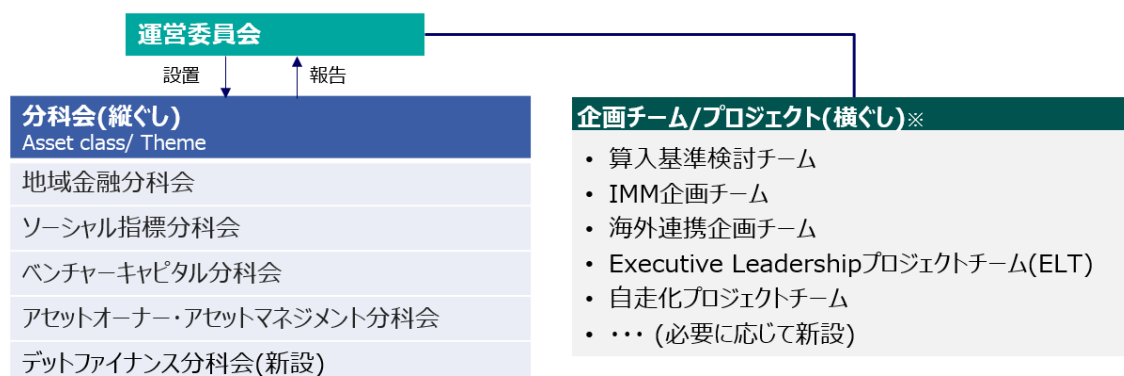 運営委員会
設置
報告
分科会(縦ぐし)
Asset class/ Theme
地域金融分科会
ソーシャル指標分科会
ベンチャーキャピタル分科会
アセットオーナー・アセットマネジメント分科会
デットファイナンス分科会(新設)
企画チーム/プロジェクト(横ぐし)※
• 算入基準検討チーム
• IMM企画チーム
• 海外連携企画チーム
• Executive Leadershipプロジェクトチーム(ELT)
• 自走化プロジェクトチーム
• ・・・ (必要に応じて新設)